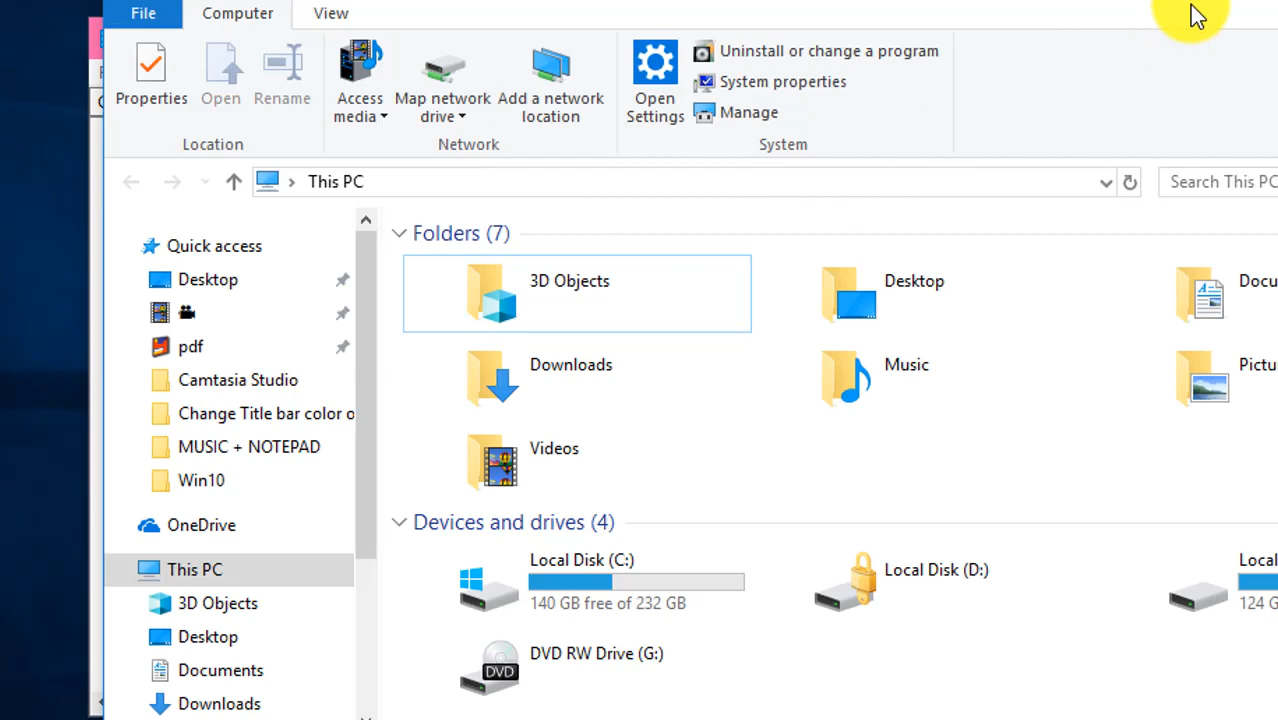 File Computer View
Properties Open Rename Access media Map network drive Add a network location Open Settings Uninstall or change a program
System properties
Manage
Location Network System
This PC Search This PC
Quick access
Desktop
pdf
Camtasia Studio
Change Title bar color o
MUSIC + NOTEPAD
Win10
OneDrive
This PC
3D Objects
Desktop
Documents
Downloads
Folders (7)
3D Objects Desktop Docu
Downloads Music Pictu
Videos
Devices and drives (4)
Local Disk (C:)
140 GB free of 232 GB
Local Disk (D:)
Local
124 G
DVD RW Drive (G:)
DVD